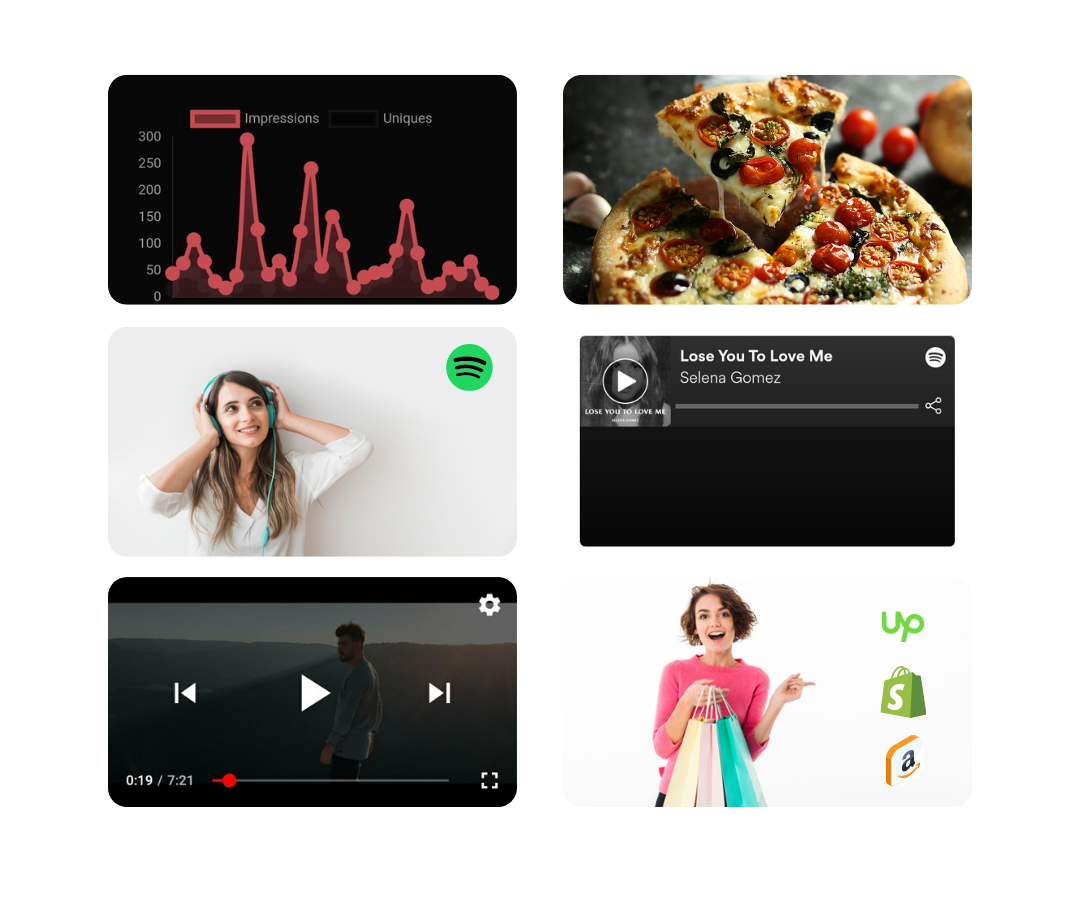 Impressions Uniques
300
250
200
150
100
50
0
Lose You To Love Me
Selena Gomez
LOSE YOU TO LOVE ME
SELENA GOMEZ
up
S
a
0:19 / 7:21